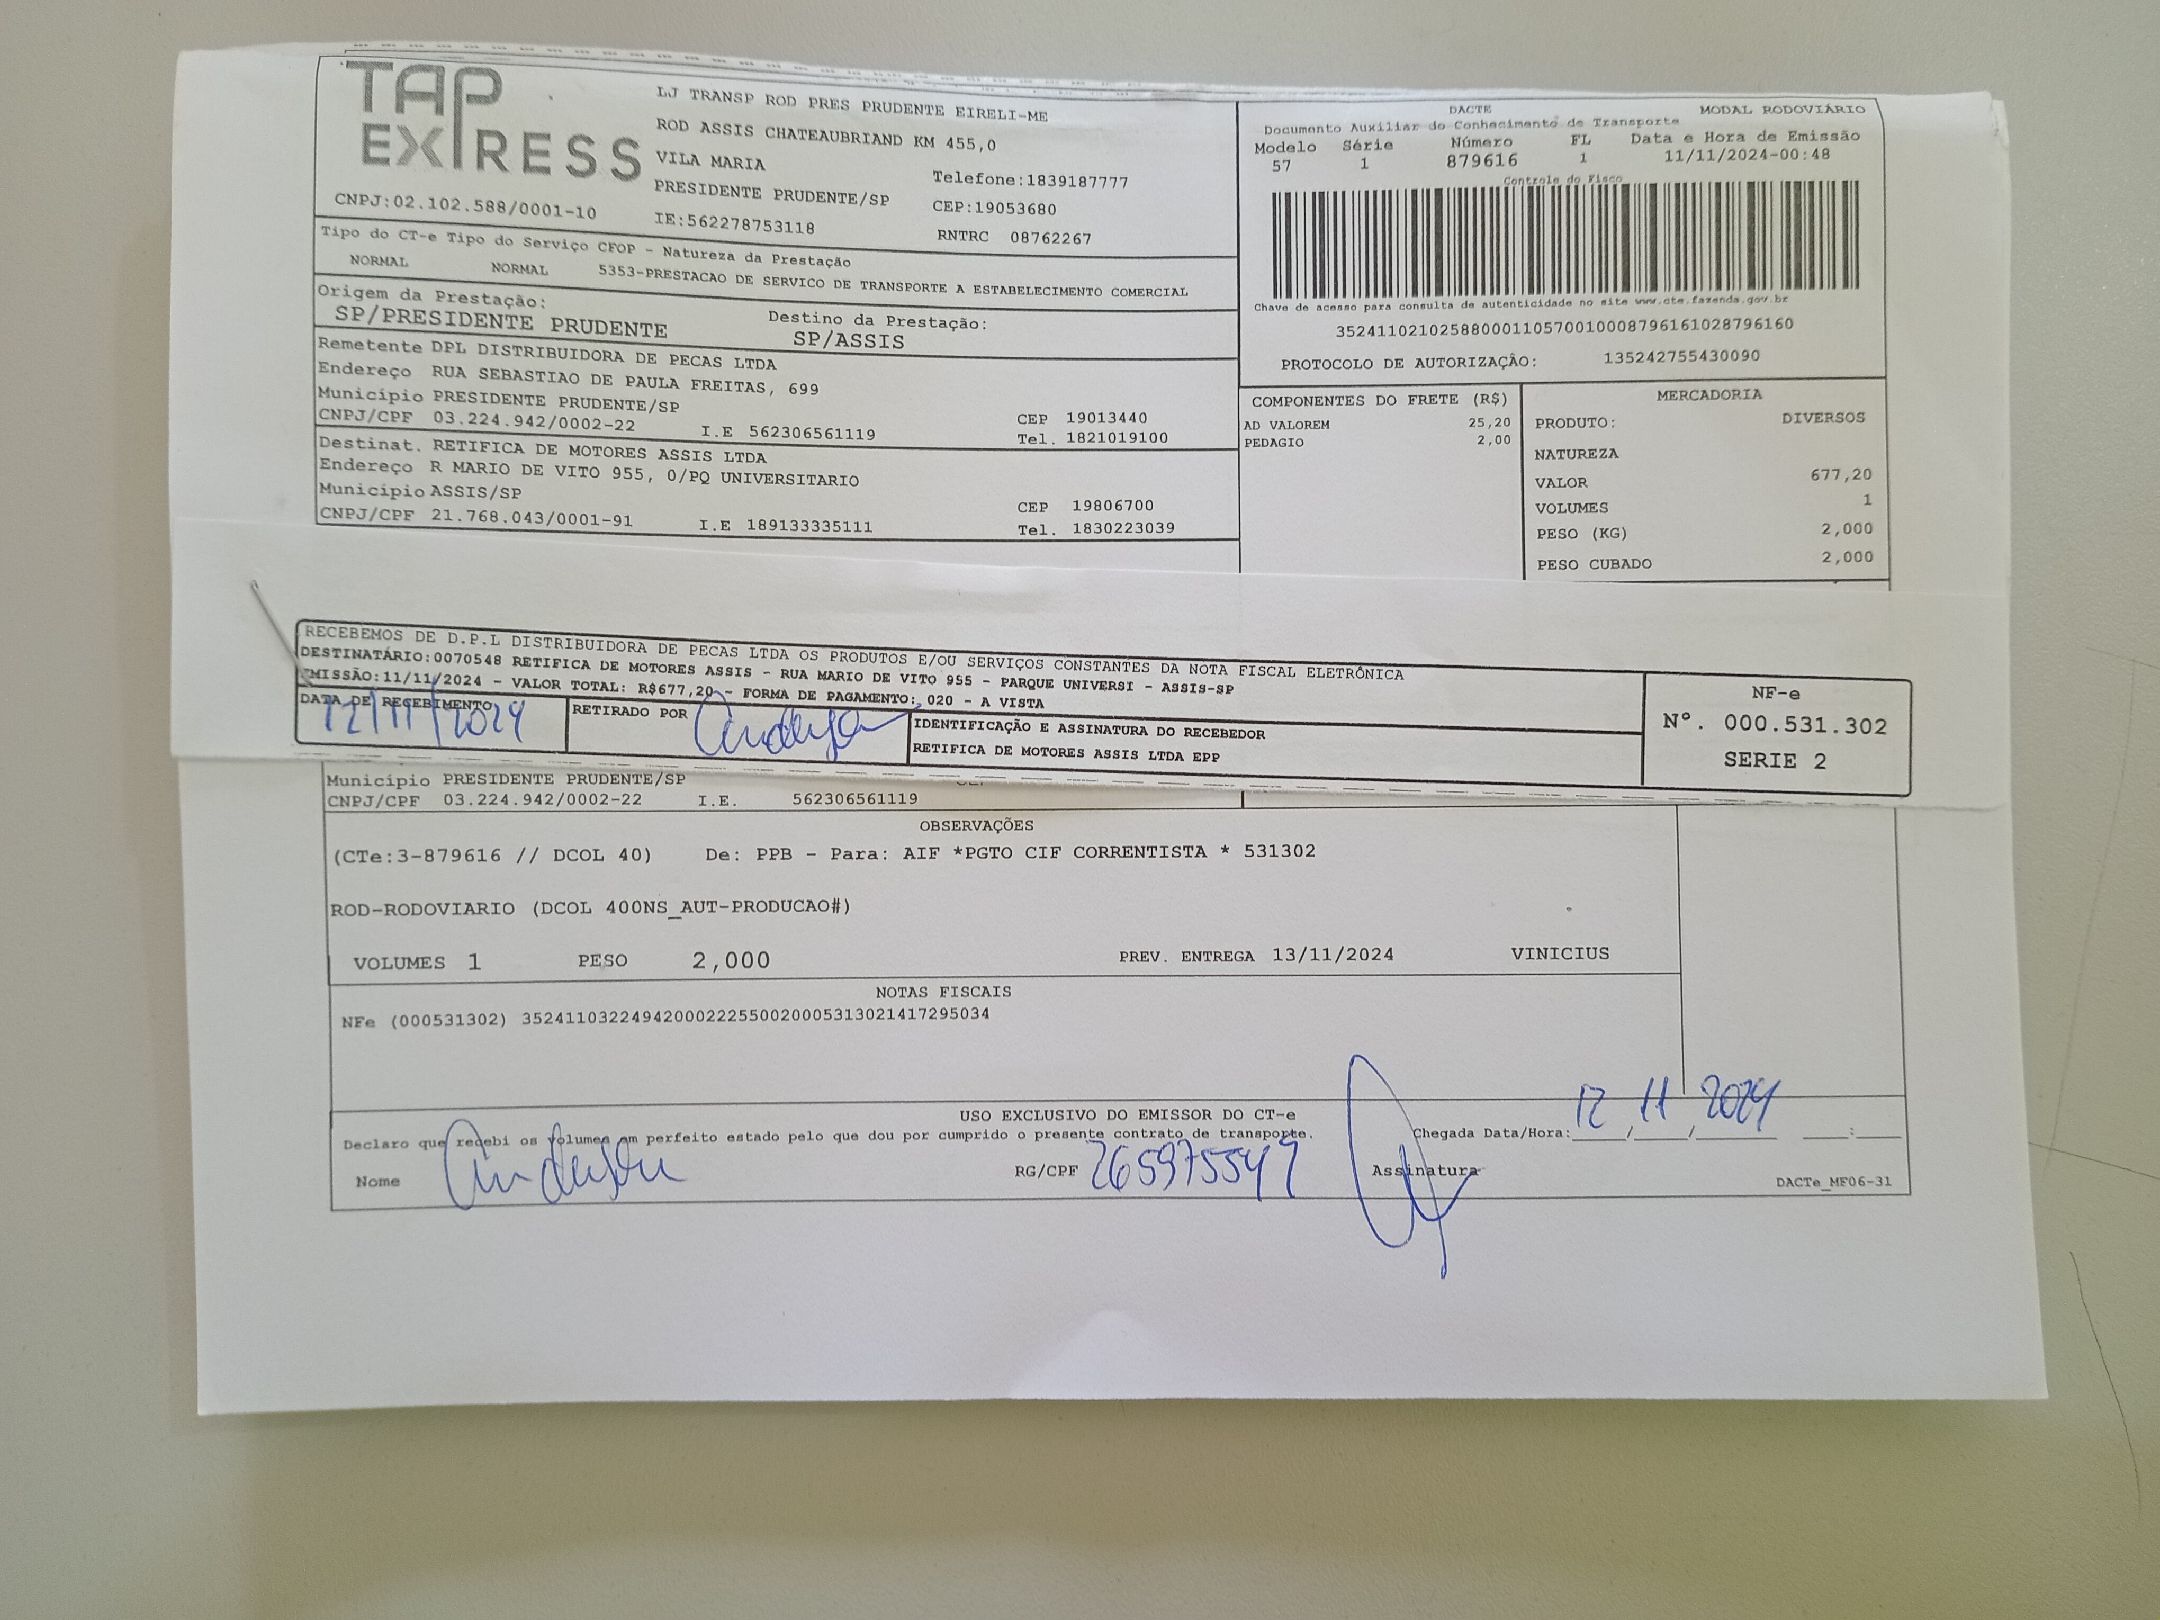 TAP
EXPRESS
CNPJ:02.102.588/0001-10
LJ TRANSP ROD PRES PRUDENTE EIRELI-ME
ROD ASSIS CHATEAUBRIAND KM 455,0
VILA MARIA
Telefone:1839187777
PRESIDENTE PRUDENTE/SP
CEP:19053680
IE:562278753118
RNTRC 08762267
DACTE MODAL RODOVIÁRIO
Documento Auxiliar do Conhecimento de Transporte
Modelo Série Número FL Data e Hora de Emissão
57 1 879616 1 11/11/2024-00:48
Controle do Fisco
Chave de acesso para consulta de autenticidade no site www.cte.fazenda.gov.br
35241102102588000110570010008796161028796160
PROTOCOLO DE AUTORIZAÇÃO: 135242755430090
Tipo do CT-e Tipo do Serviço CFOP - Natureza da Prestação
NORMAL NORMAL 5353-PRESTACAO DE SERVICO DE TRANSPORTE A ESTABELECIMENTO COMERCIAL
Origem da Prestação: Destino da Prestação:
SP/PRESIDENTE PRUDENTE SP/ASSIS
Remetente DPL DISTRIBUIDORA DE PECAS LTDA
Endereço RUA SEBASTIAO DE PAULA FREITAS, 699
Município PRESIDENTE PRUDENTE/SP CEP 19013440
CNPJ/CPF 03.224.942/0002-22 I.E 562306561119 Tel. 1821019100
Destinat. RETIFICA DE MOTORES ASSIS LTDA
Endereço R MARIO DE VITO 955, 0/PQ UNIVERSITARIO
Município ASSIS/SP CEP 19806700
CNPJ/CPF 21.768.043/0001-91 I.E 189133335111 Tel. 1830223039
COMPONENTES DO FRETE (R$)
AD VALOREM 25,20
PEDAGIO 2,00
MERCADORIA
PRODUTO: DIVERSOS
NATUREZA
VALOR 677,20
VOLUMES 1
PESO (KG) 2,000
PESO CUBADO 2,000
RECEBEMOS DE D.P.L DISTRIBUIDORA DE PECAS LTDA OS PRODUTOS E/OU SERVIÇOS CONSTANTES DA NOTA FISCAL ELETRÔNICA
DESTINATÁRIO:0070548 RETIFICA DE MOTORES ASSIS - RUA MARIO DE VITO 955 - PARQUE UNIVERSI - ASSIS-SP
EMISSÃO:11/11/2024 - VALOR TOTAL: R$677,20 - FORMA DE PAGAMENTO: 020 - A VISTA
DATA DE RECEBIMENTO
12/11/2024
RETIRADO POR
Anderson
IDENTIFICAÇÃO E ASSINATURA DO RECEBEDOR
RETIFICA DE MOTORES ASSIS LTDA EPP
NF-e
Nº. 000.531.302
SERIE 2
Município PRESIDENTE PRUDENTE/SP
CNPJ/CPF 03.224.942/0002-22 I.E. 562306561119
OBSERVAÇÕES
(CTe:3-879616 // DCOL 40) De: PPB - Para: AIF *PGTO CIF CORRENTISTA * 531302
ROD-RODOVIARIO (DCOL 400NS_AUT-PRODUCAO#)
VOLUMES 1 PESO 2,000 PREV. ENTREGA 13/11/2024 VINICIUS
NOTAS FISCAIS
NFe (000531302) 35241103224942000222550020005313021417295034
USO EXCLUSIVO DO EMISSOR DO CT-e
Declaro que recebi os volumes em perfeito estado pelo que dou por cumprido o presente contrato de transporte.
Chegada Data/Hora: 12/11/2024 :
Nome Anderson RG/CPF 265975549 Assinatura
DACTe_MF06-31